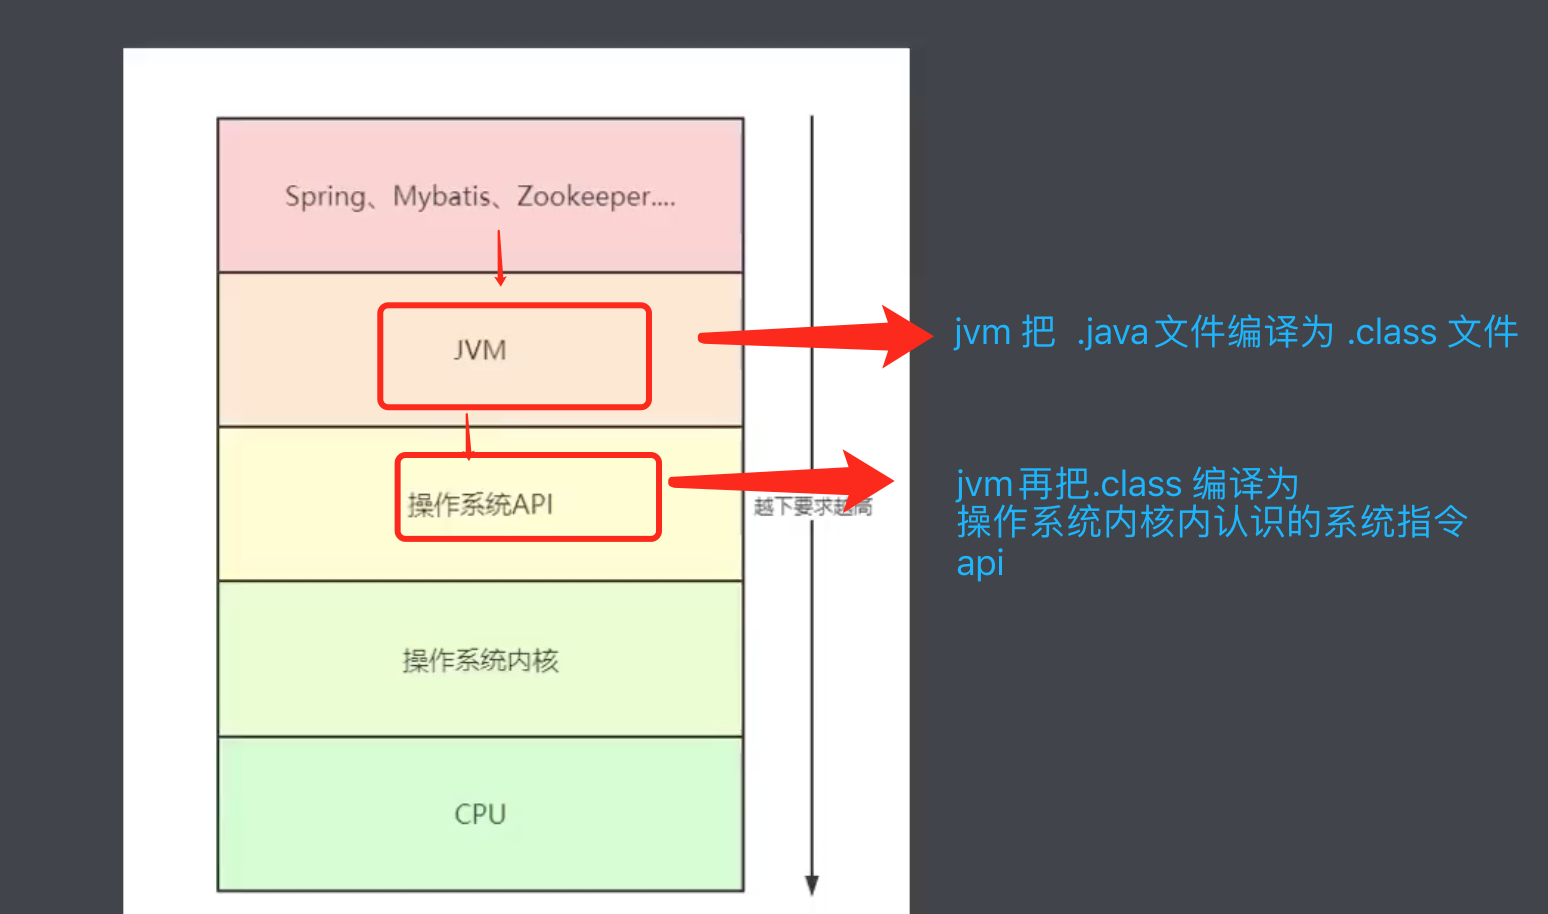 Spring、Mybatis、Zookeeper....
JVM
jvm 把 .java文件编译为 .class 文件
操作系统API
越下要求越高
jvm再把.class 编译为
操作系统内核内认识的系统指令
api
操作系统内核
CPU